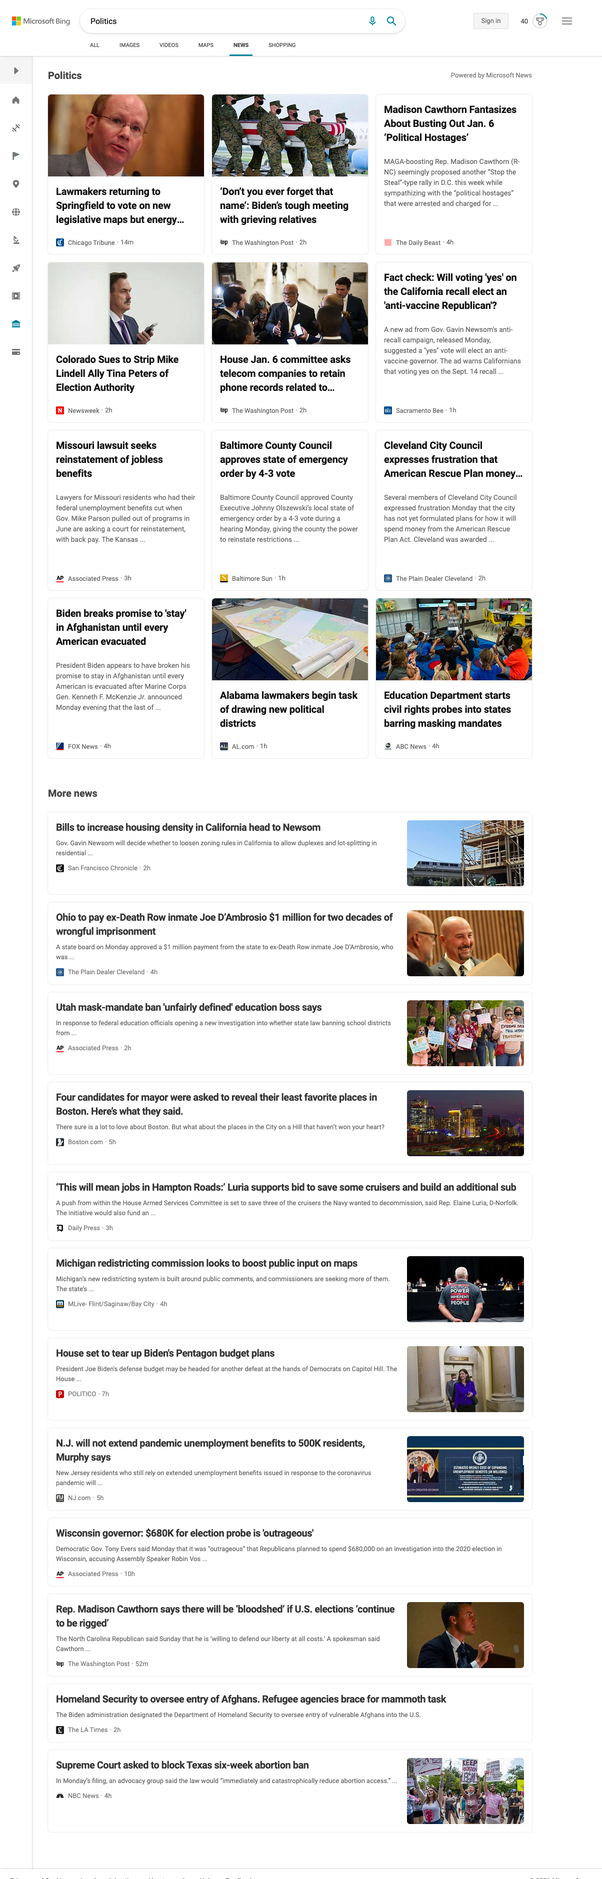 Microsoft Bing
Politics
Sign in
40
ALL
IMAGES
VIDEOS
MAPS
NEWS
SHOPPING
Politics
Powered by Microsoft News
Lawmakers returning to
Springfield to vote on new
legislative maps but energy...
Chicago Tribune · 14m
'Don't you ever forget that
name': Biden's tough meeting
with grieving relatives
wp The Washington Post · 2h
Madison Cawthorn Fantasizes
About Busting Out Jan. 6
'Political Hostages'
MAGA-boosting Rep. Madison Cawthorn (R-
NC) seemingly proposed another "Stop the
Steal"-type rally in D.C. this week while
sympathizing with the "political hostages"
that were arrested and charged for ...
The Daily Beast · 4h
Colorado Sues to Strip Mike
Lindell Ally Tina Peters of
Election Authority
N Newsweek · 2h
House Jan. 6 committee asks
telecom companies to retain
phone records related to...
wp The Washington Post · 2h
Fact check: Will voting 'yes' on
the California recall elect an
'anti-vaccine Republican'?
A new ad from Gov. Gavin Newsom's anti-
recall campaign, released Monday,
suggested a "yes" vote will elect an anti-
vaccine governor. The ad warns Californians
that voting yes on the Sept. 14 recall ...
Sacramento Bee · 1h
Missouri lawsuit seeks
reinstatement of jobless
benefits
Lawyers for Missouri residents who had their
federal unemployment benefits cut when
Gov. Mike Parson pulled out of programs in
June are asking a court for reinstatement,
with back pay. The Kansas ...
AP Associated Press · 3h
Baltimore County Council
approves state of emergency
order by 4-3 vote
Baltimore County Council approved County
Executive Johnny Olszewski's local state of
emergency order by a 4-3 vote during a
hearing Monday, giving the county the power
to reinstate restrictions ...
Baltimore Sun · 1h
Cleveland City Council
expresses frustration that
American Rescue Plan money...
Several members of Cleveland City Council
expressed frustration Monday that the city
has not yet formulated plans for how it will
spend money from the American Rescue
Plan Act. Cleveland was awarded ...
The Plain Dealer Cleveland · 2h
Biden breaks promise to 'stay'
in Afghanistan until every
American evacuated
President Biden appears to have broken his
promise to stay in Afghanistan until every
American is evacuated after Marine Corps
Gen. Kenneth F. McKenzie Jr. announced
Monday evening that the last of ...
FOX News · 4h
Alabama lawmakers begin task
of drawing new political
districts
AL. AL.com · 1h
Education Department starts
civil rights probes into states
barring masking mandates
ABC News · 4h
More news
Bills to increase housing density in California head to Newsom
Gov. Gavin Newsom will decide whether to loosen zoning rules in California to allow duplexes and lot-splitting in
residential ...
San Francisco Chronicle · 2h
Ohio to pay ex-Death Row inmate Joe D'Ambrosio $1 million for two decades of
wrongful imprisonment
A state board on Monday approved a $1 million payment from the state to ex-Death Row inmate Joe D'Ambrosio, who
was ...
The Plain Dealer Cleveland · 4h
Utah mask-mandate ban 'unfairly defined' education boss says
In response to federal education officials opening a new investigation into whether state law banning school districts
from ...
AP Associated Press · 2h
Four candidates for mayor were asked to reveal their least favorite places in
Boston. Here's what they said.
There sure is a lot to love about Boston. But what about the places in the City on a Hill that haven't won your heart?
Boston.com · 5h
'This will mean jobs in Hampton Roads:' Luria supports bid to save some cruisers and build an additional sub
A push from within the House Armed Services Committee is set to save three of the cruisers the Navy wanted to decommission, said Rep. Elaine Luria, D-Norfolk.
The initiative would also fund an ...
Daily Press · 3h
Michigan redistricting commission looks to boost public input on maps
Michigan's new redistricting system is built around public comments, and commissioners are seeking more of them.
The state's ...
MLive- Flint/Saginaw/Bay City · 4h
POWER
PEOPLE
House set to tear up Biden's Pentagon budget plans
President Joe Biden's defense budget may be headed for another defeat at the hands of Democrats on Capitol Hill. The
House ...
P POLITICO · 7h
N.J. will not extend pandemic unemployment benefits to 500K residents,
Murphy says
New Jersey residents who still rely on extended unemployment benefits issued in response to the coronavirus
pandemic will ...
NJ.com · 5h
Wisconsin governor: $680K for election probe is 'outrageous'
Democratic Gov. Tony Evers said Monday that it was "outrageous" that Republicans planned to spend $680,000 on an investigation into the 2020 election in
Wisconsin, accusing Assembly Speaker Robin Vos ...
AP Associated Press · 10h
Rep. Madison Cawthorn says there will be 'bloodshed' if U.S. elections 'continue
to be rigged'
The North Carolina Republican said Sunday that he is 'willing to defend our liberty at all costs.' A spokesman said
Cawthorn ...
wp The Washington Post · 52m
Homeland Security to oversee entry of Afghans. Refugee agencies brace for mammoth task
The Biden administration designated the Department of Homeland Security to oversee entry of vulnerable Afghans into the U.S.
The LA Times · 2h
Supreme Court asked to block Texas six-week abortion ban
In Monday's filing, an advocacy group said the law would "immediately and catastrophically reduce abortion access." ...
NBC News · 4h
KEEP